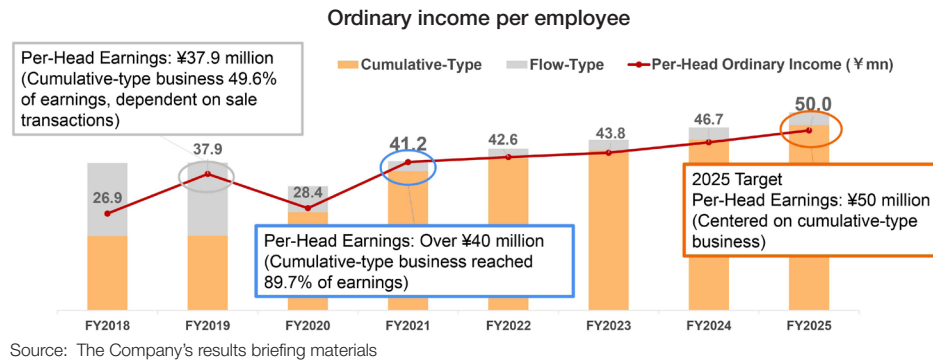 Ordinary income per employee
Per-Head Earnings: ¥37.9 million
(Cumulative-type business 49.6%
of earnings, dependent on sale
transactions)
Cumulative-Type
Flow-Type
Per-Head Ordinary Income (¥mn)
26.9
37.9
28.4
41.2
42.6
43.8
46.7
50.0
Per-Head Earnings: Over ¥40 million
(Cumulative-type business reached
89.7% of earnings)
2025 Target
Per-Head Earnings: ¥50 million
(Centered on cumulative-type
business)
FY2018
FY2019
FY2020
FY2021
FY2022
FY2023
FY2024
FY2025
Source: The Company's results briefing materials